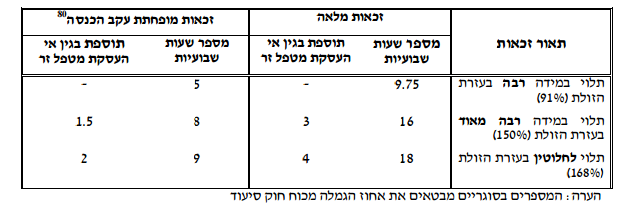 תאור זכאות	זכאות מלאה	זכאות מופחתת עקב הכנסה80
מספר שעות	תוספת בגין אי	מספר שעות	תוספת בגין אי
שבועיות	העסקת מטפל זר	שבועיות	העסקת מטפל זר
תלוי במידה רבה בעזרת	9.75	-	5	-
הזולת (91%)
תלוי במידה רבה מאוד	16	3	8	1.5
בעזרת הזולת (150%)
תלוי לחלוטין בעזרת הזולת	18	4	9	2
(168%)
הערה: המספרים בסוגריים מבטאים את אחוז הגמלה מכוח חוק סיעוד